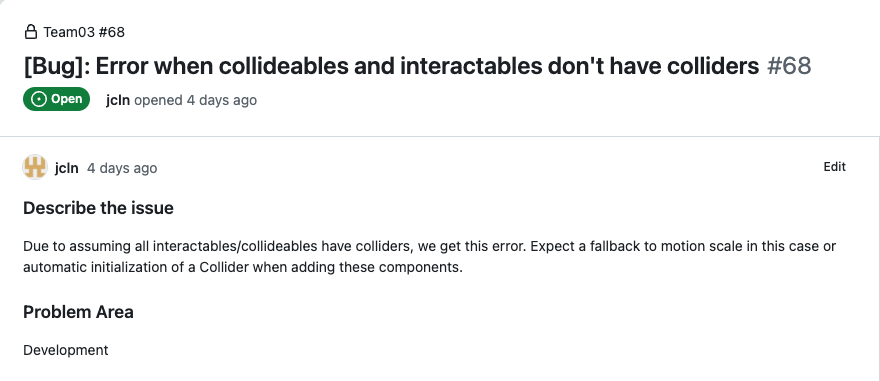 Team03 #68
[Bug]: Error when collideables and interactables don't have colliders #68
Open jcln opened 4 days ago
jcln 4 days ago Edit
Describe the issue
Due to assuming all interactables/collideables have colliders, we get this error. Expect a fallback to motion scale in this case or
automatic initialization of a Collider when adding these components.
Problem Area
Development